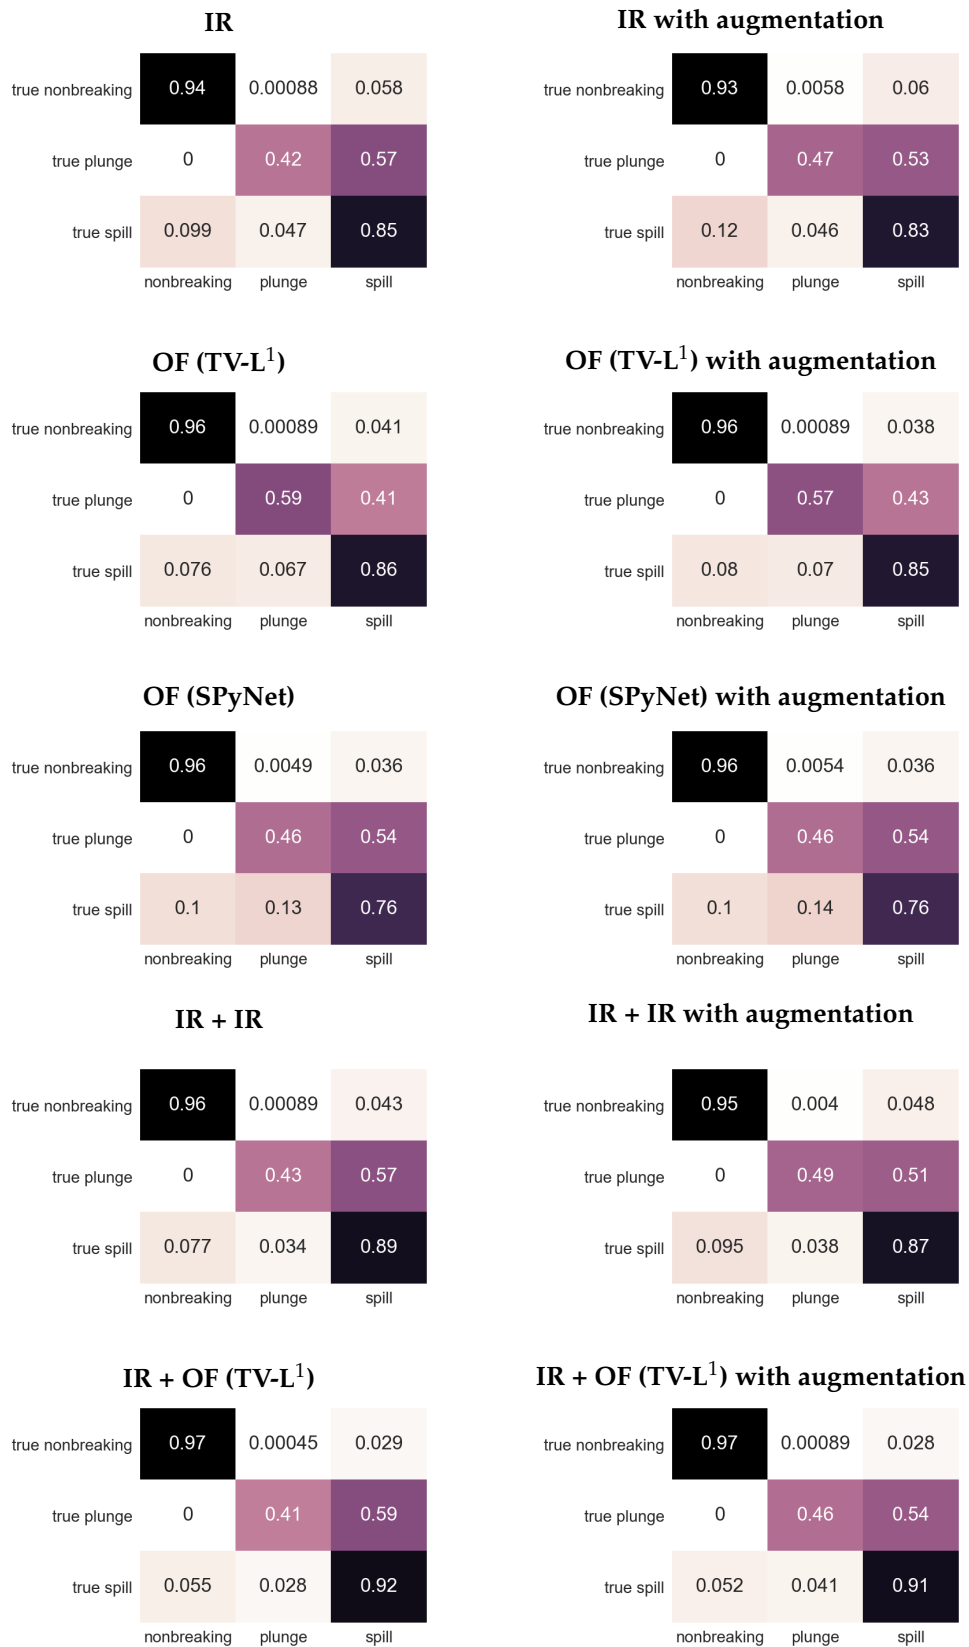 IR
IR with augmentation
true nonbreaking 0.94 0.00088 0.058
true nonbreaking 0.93 0.0058 0.06
true plunge 0 0.42 0.57
true plunge 0 0.47 0.53
true spill 0.099 0.047 0.85
true spill 0.12 0.046 0.83
nonbreaking plunge spill
nonbreaking plunge spill
OF (TV-L¹)
OF (TV-L¹) with augmentation
true nonbreaking 0.96 0.00089 0.041
true nonbreaking 0.96 0.00089 0.038
true plunge 0 0.59 0.41
true plunge 0 0.57 0.43
true spill 0.076 0.067 0.86
true spill 0.08 0.07 0.85
nonbreaking plunge spill
nonbreaking plunge spill
OF (SPyNet)
OF (SPyNet) with augmentation
true nonbreaking 0.96 0.0049 0.036
true nonbreaking 0.96 0.0054 0.036
true plunge 0 0.46 0.54
true plunge 0 0.46 0.54
true spill 0.1 0.13 0.76
true spill 0.1 0.14 0.76
nonbreaking plunge spill
nonbreaking plunge spill
IR + IR
IR + IR with augmentation
true nonbreaking 0.96 0.00089 0.043
true nonbreaking 0.95 0.004 0.048
true plunge 0 0.43 0.57
true plunge 0 0.49 0.51
true spill 0.077 0.034 0.89
true spill 0.095 0.038 0.87
nonbreaking plunge spill
nonbreaking plunge spill
IR + OF (TV-L¹)
IR + OF (TV-L¹) with augmentation
true nonbreaking 0.97 0.00045 0.029
true nonbreaking 0.97 0.00089 0.028
true plunge 0 0.41 0.59
true plunge 0 0.46 0.54
true spill 0.055 0.028 0.92
true spill 0.052 0.041 0.91
nonbreaking plunge spill
nonbreaking plunge spill